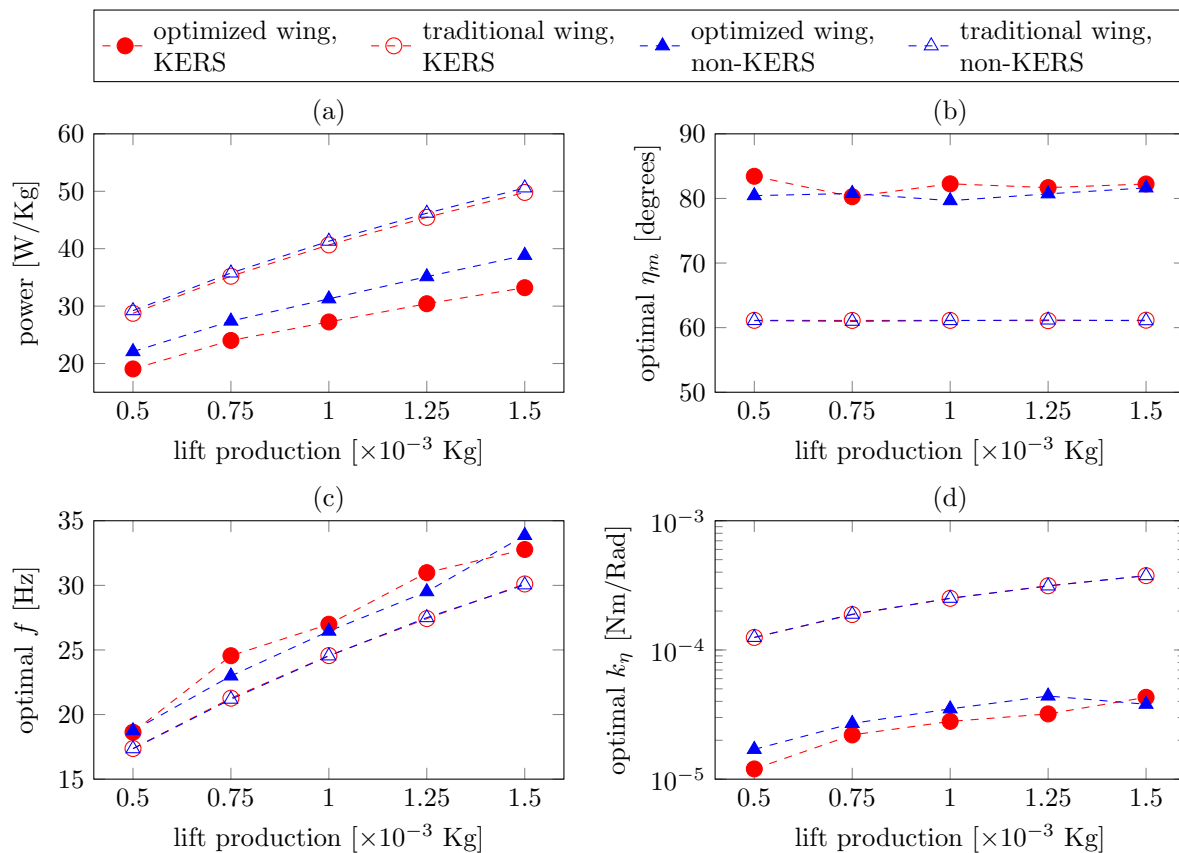 optimized wing,
KERS
traditional wing,
KERS
optimized wing,
non-KERS
traditional wing,
non-KERS
(a)
60
50
40
30
20
power [W/Kg]
0.5 0.75 1 1.25 1.5
lift production [×10⁻³ Kg]
(b)
90
80
70
60
50
optimal ηₘ [degrees]
0.5 0.75 1 1.25 1.5
lift production [×10⁻³ Kg]
(c)
35
30
25
20
15
optimal f [Hz]
0.5 0.75 1 1.25 1.5
lift production [×10⁻³ Kg]
(d)
10⁻³
10⁻⁴
10⁻⁵
optimal k_η [Nm/Rad]
0.5 0.75 1 1.25 1.5
lift production [×10⁻³ Kg]